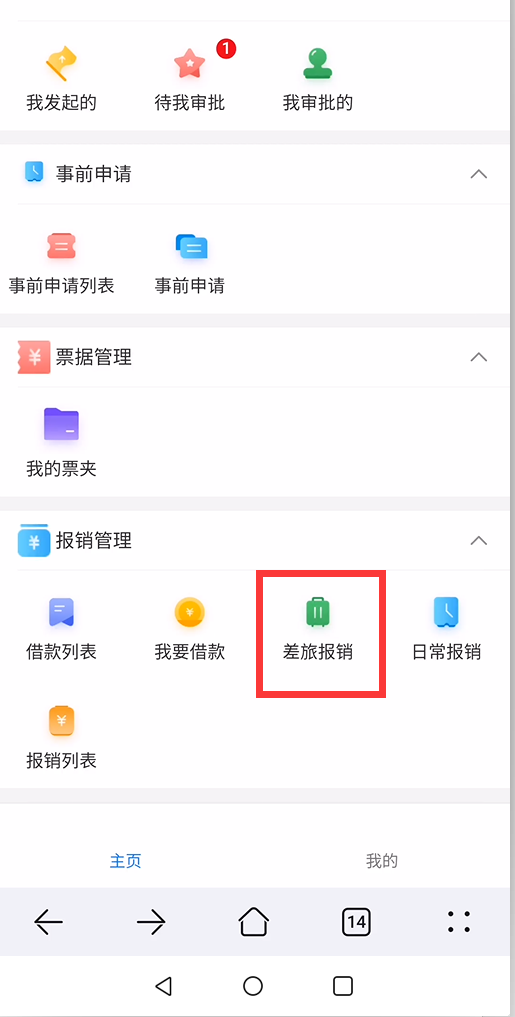 1
我发起的
待我审批
我审批的
事前申请
事前申请列表
事前申请
¥
票据管理
我的票夹
¥
报销管理
¥
借款列表
我要借款
差旅报销
日常报销
¥
报销列表
主页
我的
14